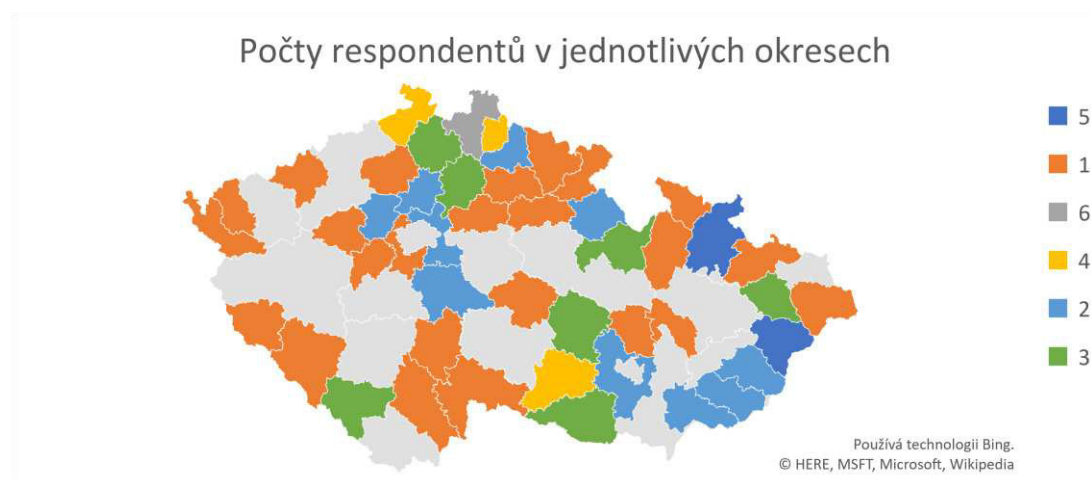 Počty respondentů v jednotlivých okresech
5
1
6
4
2
3
Používá technologii Bing.
© HERE, MSFT, Microsoft, Wikipedia